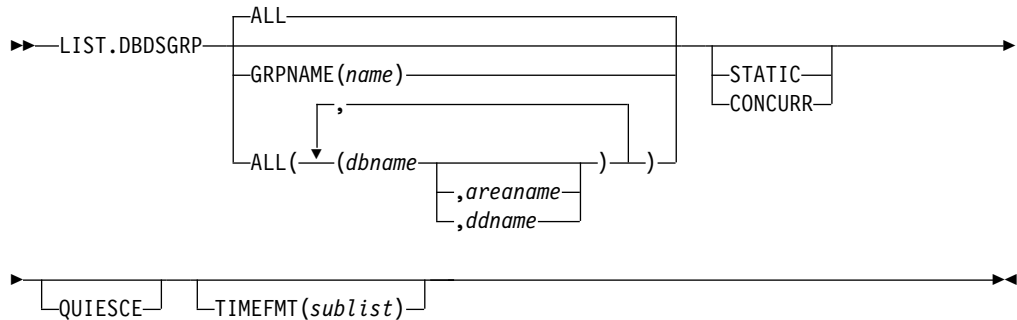 ALL
LIST.DBDSGRP
GRPNAME(name)
STATIC
CONCURR
,
ALL( (dbname ) )
,areaname
,ddname
QUIESCE TIMEFMT(sublist)